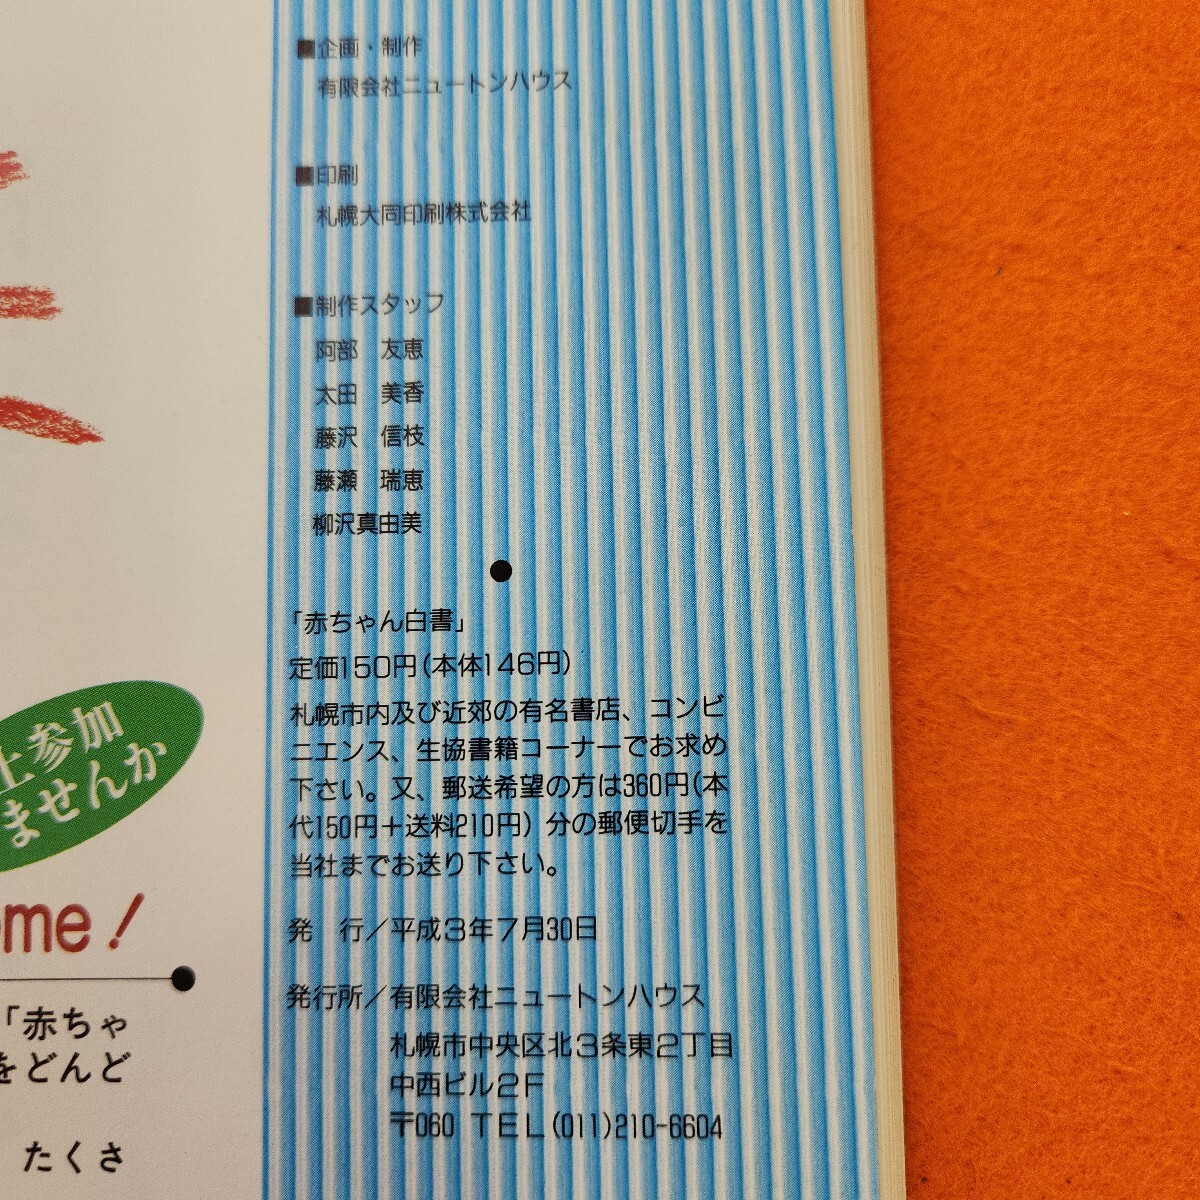 ■企画・制作
有限会社ニュートンハウス
■印刷
札幌大同印刷株式会社
■制作スタッフ
阿部　友恵
太田　美香
藤沢　信枝
藤瀬　瑞恵
柳沢真由美
●
「赤ちゃん白書」
定価150円(本体146円)
札幌市内及び近郊の有名書店、コンビ
ニエンス、生協書籍コーナーでお求め
下さい。又、郵送希望の方は360円(本
代150円＋送料210円)分の郵便切手を
当社までお送り下さい。
発　行／平成3年7月30日
発行所／有限会社ニュートンハウス
札幌市中央区北3条東2丁目
中西ビル2F
〒060 TEL(011)210-6604
参加
ませんか
ome!
「赤ちゃ
をどんど
たくさ